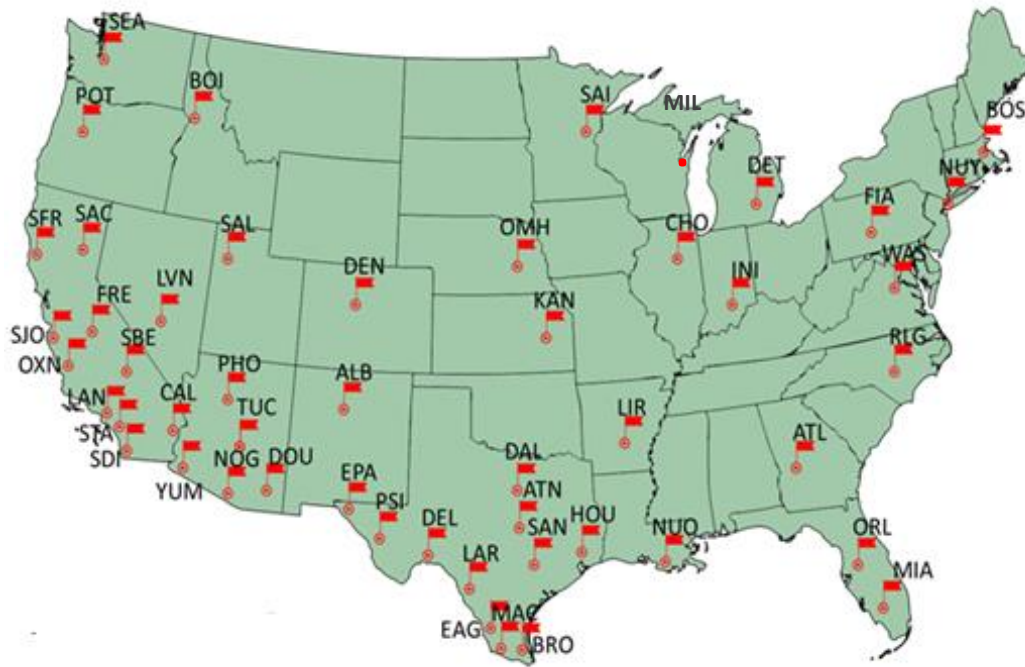 SEA
BOI
POT
SAI
MIL
BOS
DET
NUY
FIA
SFR
SAC
SAL
OMH
CHO
WAS
DEN
INI
LVN
FRE
KAN
SJO
SBE
OXN
RLG
PHO
ALB
LAN
CAL
TUC
LIR
STA
ATL
SDI
NOG
DOU
DAL
YUM
EPA
ATN
PSI
DEL
SAN
HOU
NUO
ORL
LAR
MIA
MAC
EAG
BRO